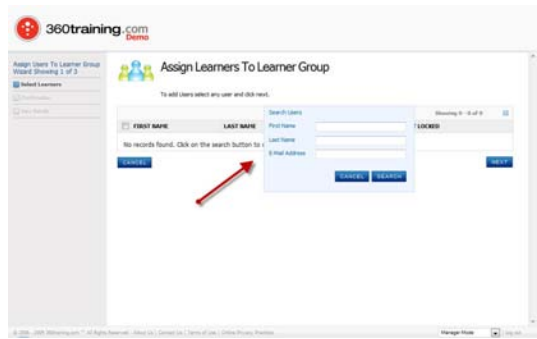 360training.com
Demo
Assign Users To Learner Group
Wizard Showing 1 of 3
Select Learners
Assign Learners To Learner Group
To add Users select any user and click next.
Search Users
Showing 0 - 0 of 0
FIRST NAME
LAST NAME
First Name
LOCKED
Last Name
No records found. Click on the search button to
E-Mail Address
CANCEL
CANCEL
SEARCH
NEXT
Manager Mode
Log out